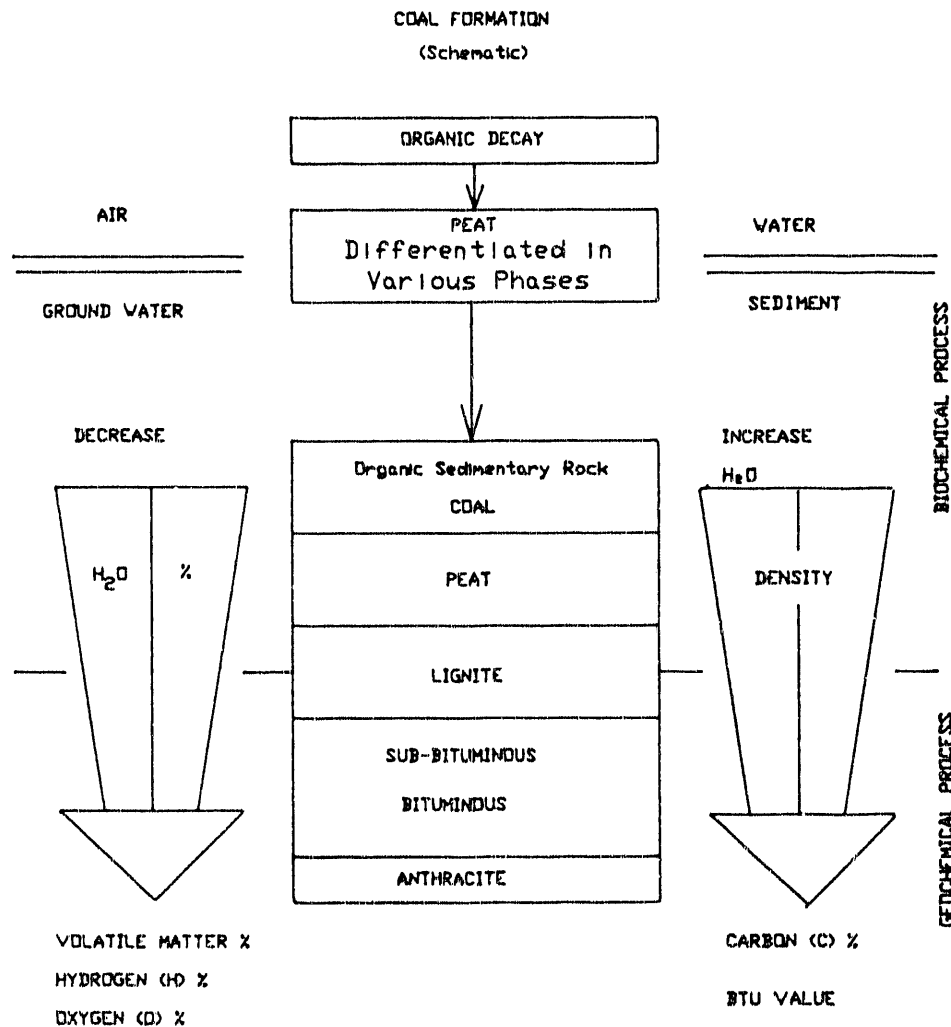 COAL FORMATION
(Schematic)
ORGANIC DECAY
AIR
PEAT
Differentiated in
Various Phases
WATER
GROUND WATER
SEDIMENT
BIOCHEMICAL PROCESS
DECREASE
INCREASE
Organic Sedimentary Rock
COAL
H2O
H2O %
PEAT
DENSITY
LIGNITE
SUB-BITUMINOUS
BITUMINOUS
GEOCHEMICAL PROCESS
ANTHRACITE
VOLATILE MATTER %
HYDROGEN (H) %
OXYGEN (O) %
CARBON (C) %
BTU VALUE